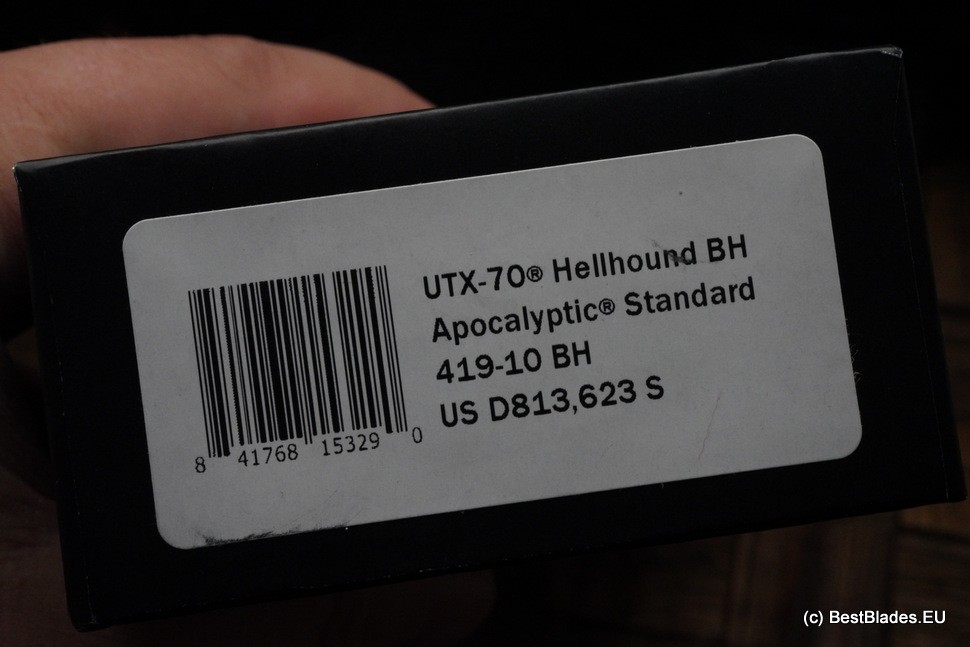 UTX-70® Hellhound BH
Apocalyptic® Standard
419-10 BH
US D813,623 S
8 41768 15329 0
(c) BestBlades.EU